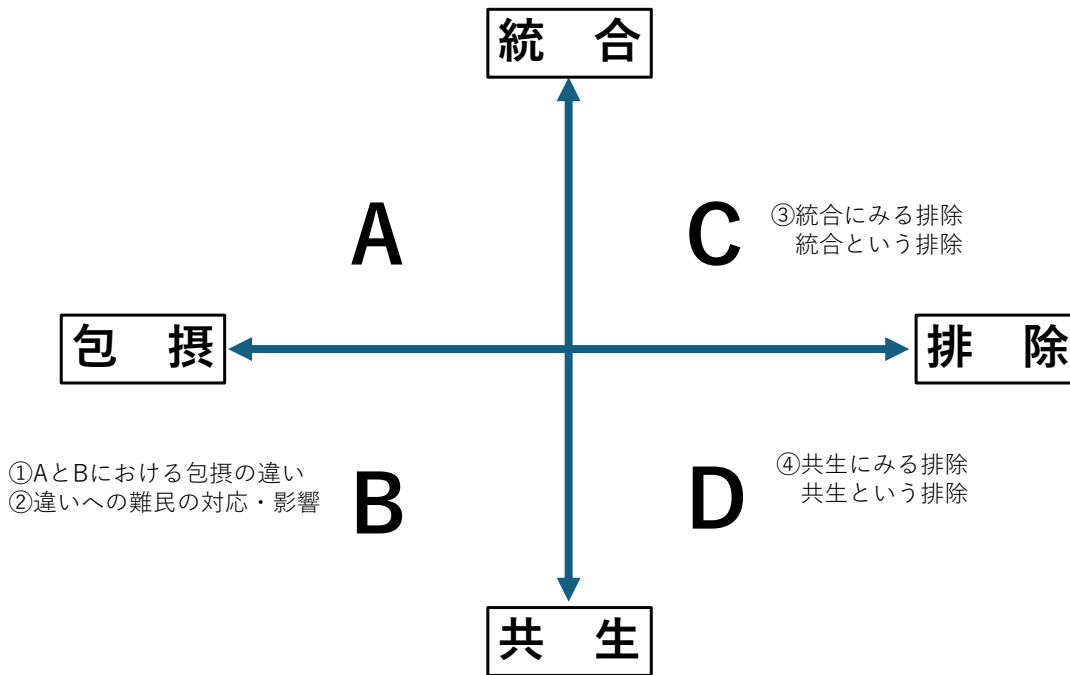 統　合
A
C
③統合にみる排除
統合という排除
包　摂
排　除
①AとBにおける包摂の違い
②違いへの難民の対応・影響
B
D
④共生にみる排除
共生という排除
共　生